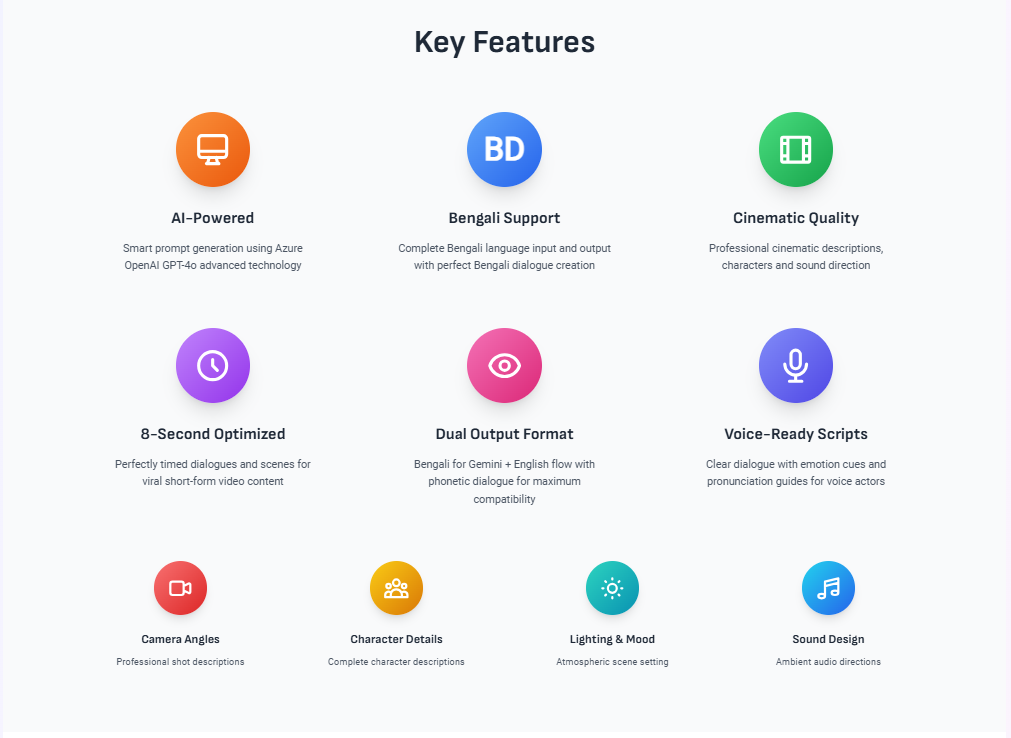 Key Features
BD
AI-Powered
Smart prompt generation using Azure
OpenAI GPT-4o advanced technology
Bengali Support
Complete Bengali language input and output
with perfect Bengali dialogue creation
Cinematic Quality
Professional cinematic descriptions,
characters and sound direction
8-Second Optimized
Perfectly timed dialogues and scenes for
viral short-form video content
Dual Output Format
Bengali for Gemini + English flow with
phonetic dialogue for maximum
compatibility
Voice-Ready Scripts
Clear dialogue with emotion cues and
pronunciation guides for voice actors
Camera Angles
Professional shot descriptions
Character Details
Complete character descriptions
Lighting & Mood
Atmospheric scene setting
Sound Design
Ambient audio directions